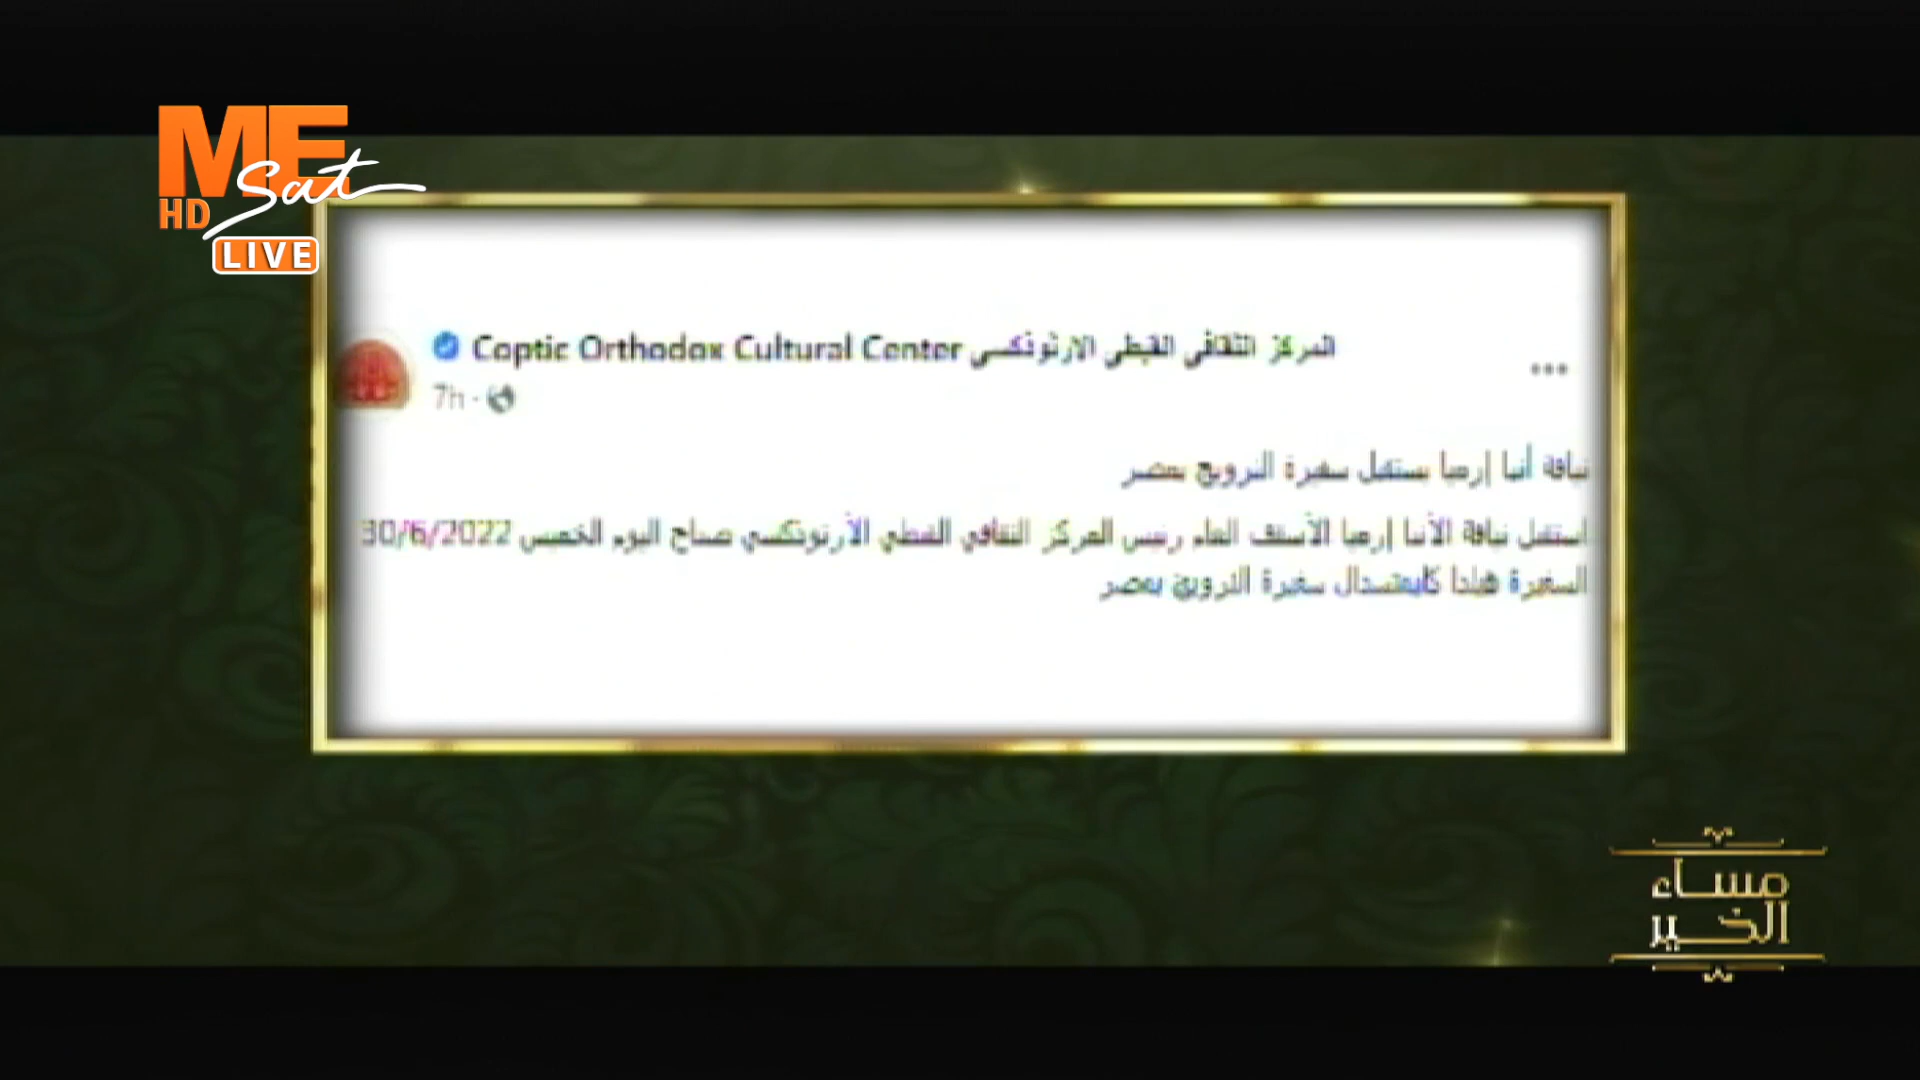 ME
Sat
HD
LIVE
Coptic Orthodox Cultural Center المركز الثقافي القبطي الارثوذكسي
7h ·
نيافة أنبا إرميا يستقبل سفيرة النرويج بمصر
استقبل نيافة الأنبا إرميا الأسقف العام رئيس المركز الثقافي القبطي الأرثوذكسي صباح اليوم الخميس 30/6/2022
السفيرة هيلدا كليمتسدال سفيرة النرويج بمصر
مساء
الخير